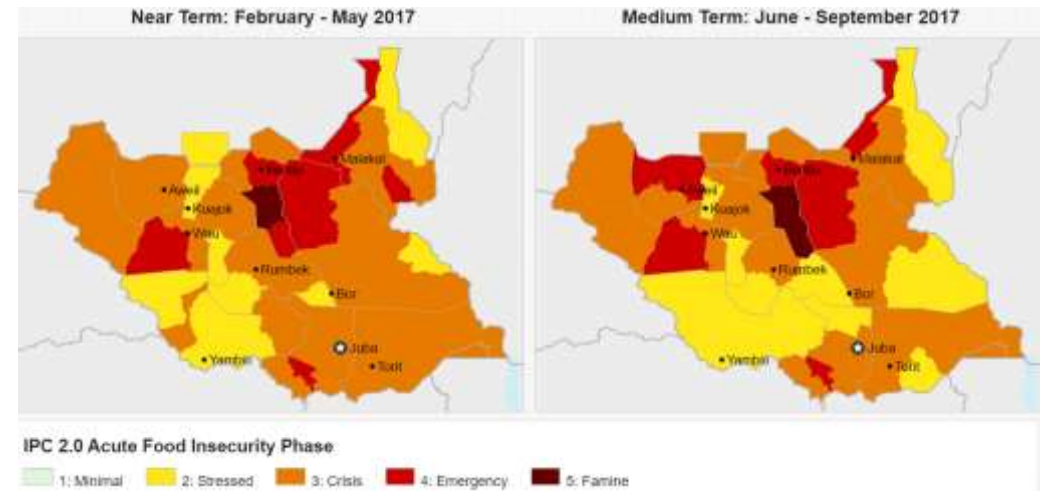 Near Term: February - May 2017
Medium Term: June - September 2017
Malakal
Aweil
Kuajok
Wau
Rumbek
Bor
Juba
Yambio
Torit
Malakal
Aweil
Kuajok
Wau
Rumbek
Bor
Juba
Yambio
Torit
IPC 2.0 Acute Food Insecurity Phase
1: Minimal
2: Stressed
3: Crisis
4: Emergency
5: Famine